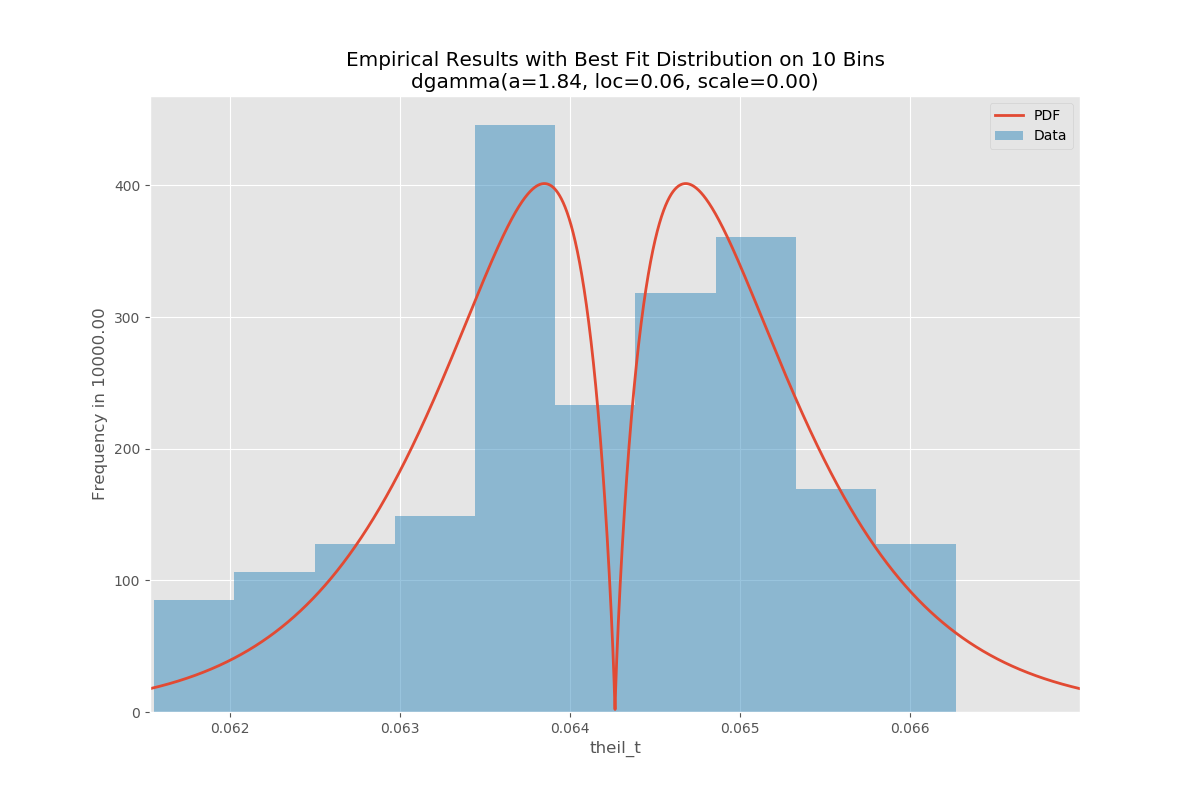 Empirical Results with Best Fit Distribution on 10 Bins
dgamma(a=1.84, loc=0.06, scale=0.00)
PDF
Data
Frequency in 10000.00
400
300
200
100
0
0.062 0.063 0.064 0.065 0.066
theil_t